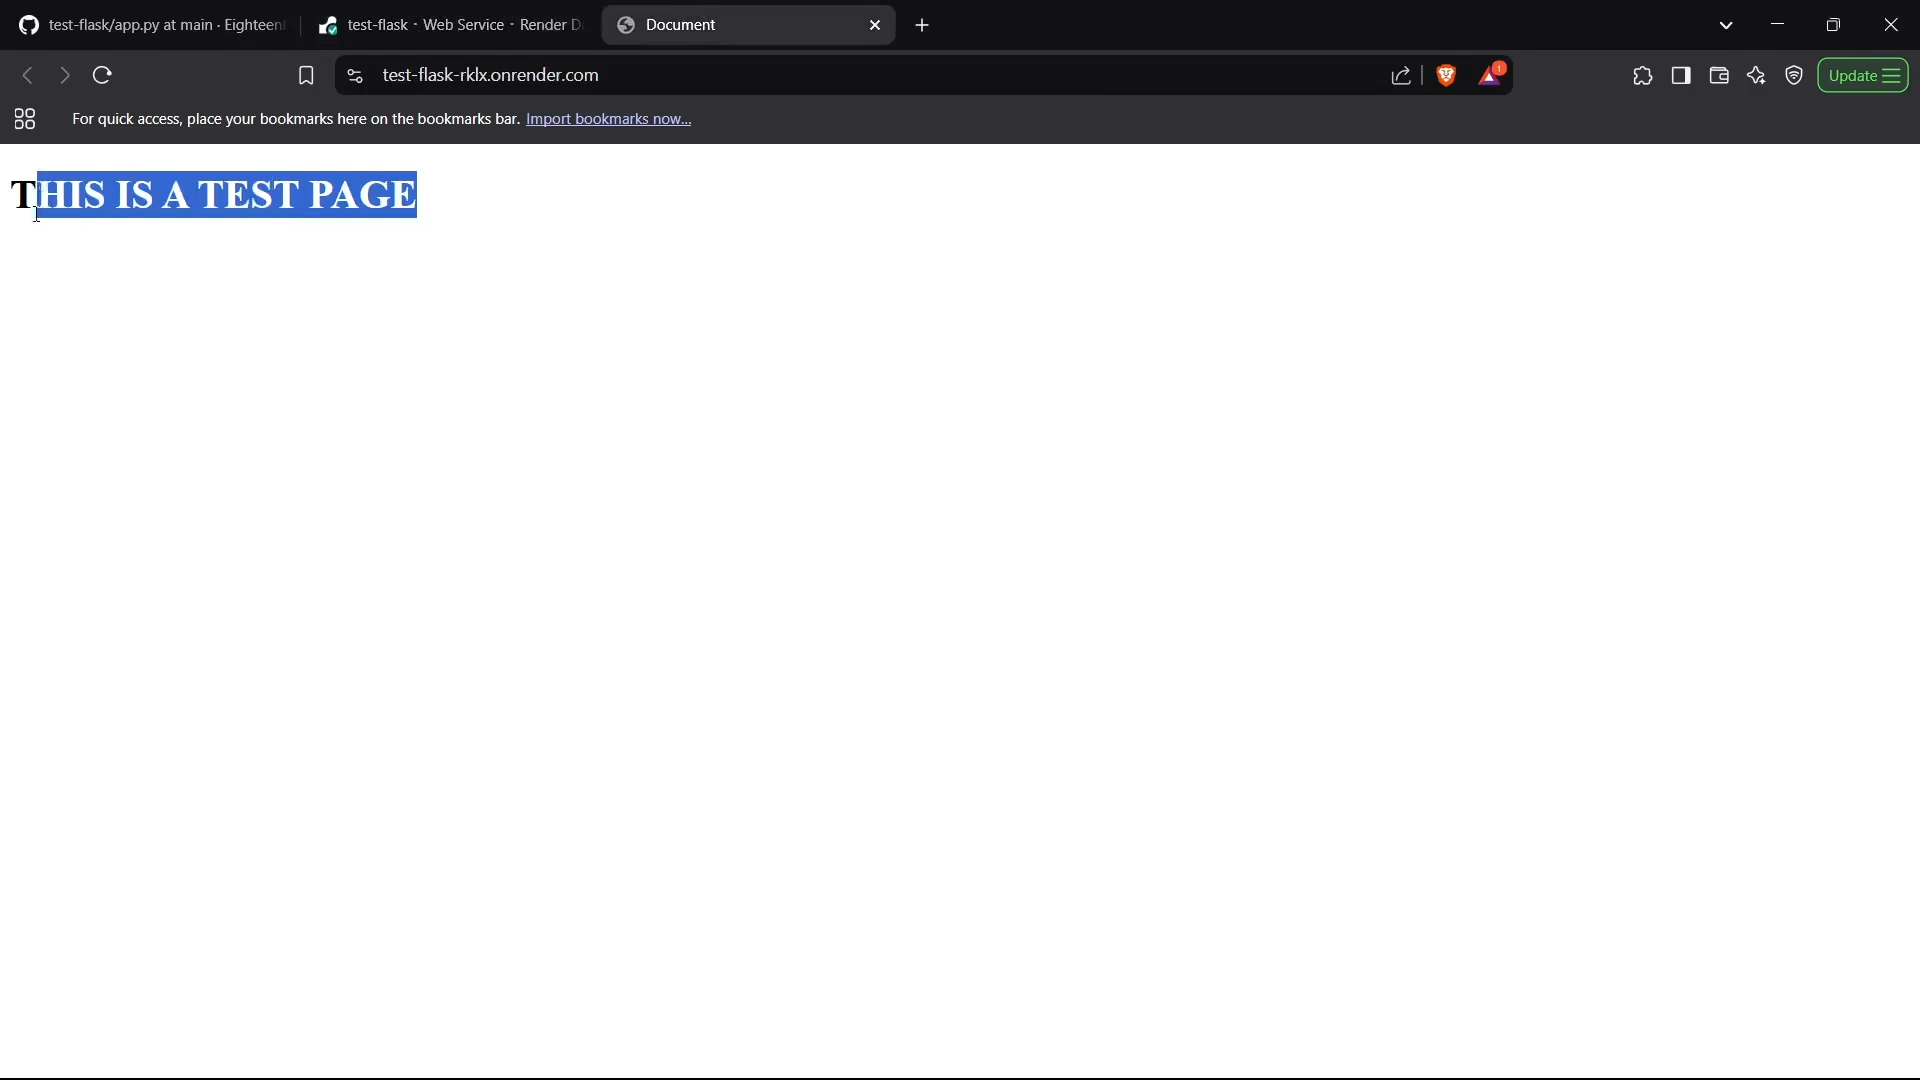 test-flask/app.py at main · Eighteen
test-flask · Web Service · Render D
Document
test-flask-rklx.onrender.com
1
Update
For quick access, place your bookmarks here on the bookmarks bar. Import bookmarks now...
THIS IS A TEST PAGE